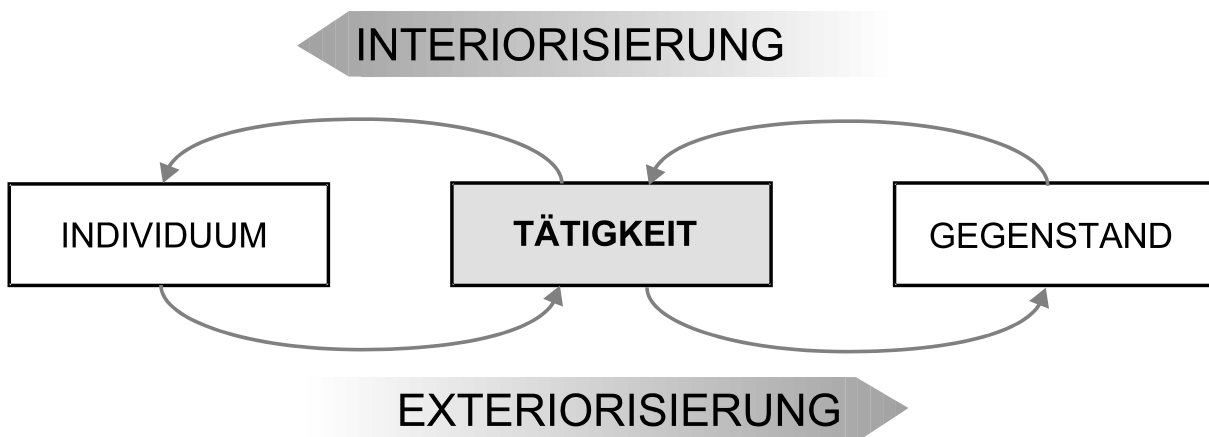 INTERIORISIERUNG
INDIVIDUUM
TÄTIGKEIT
GEGENSTAND
EXTERIORISIERUNG